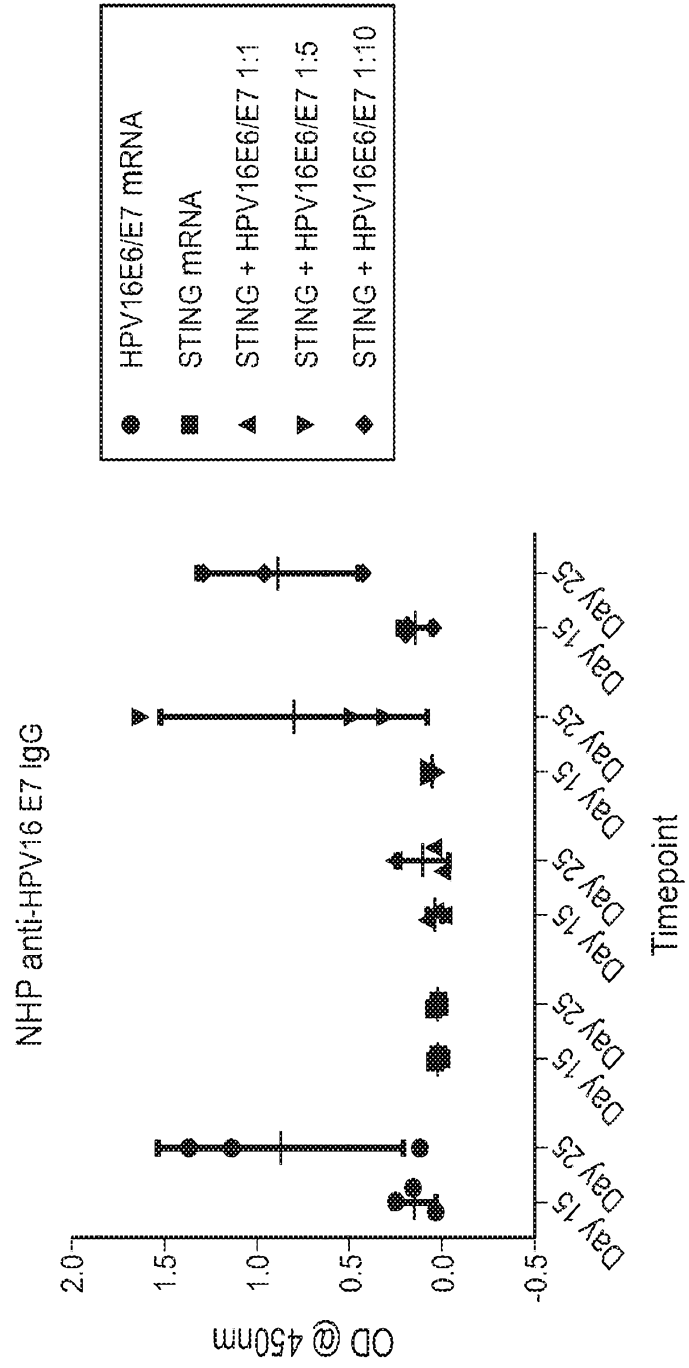 NHP anti-HPV16 E7 IgG
OD @ 450nm
2.0
1.5
1.0
0.5
0.0
-0.5
Day 15
Day 25
Day 15
Day 25
Day 15
Day 25
Day 15
Day 25
Day 15
Day 25
Timepoint
HPV16E6/E7 mRNA
STING mRNA
STING + HPV16E6/E7 1:1
STING + HPV16E6/E7 1:5
STING + HPV16E6/E7 1:10